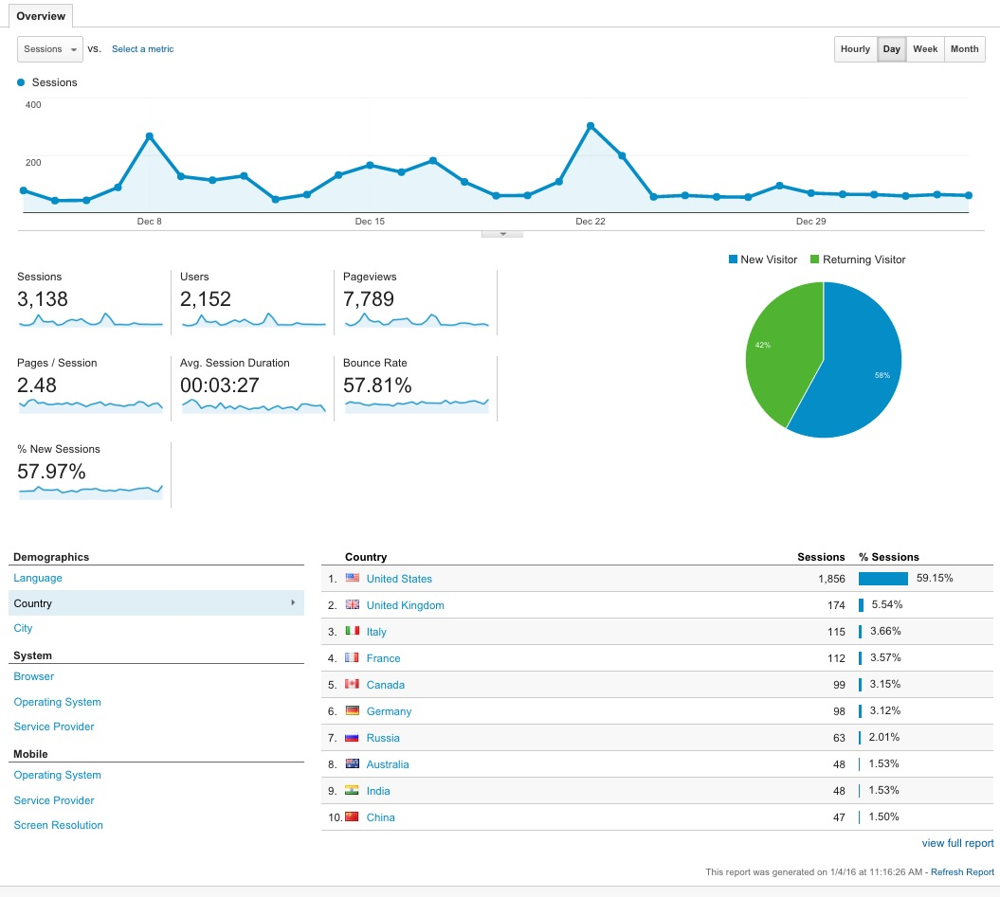 Overview
Sessions vs. Select a metric Hourly Day Week Month
Sessions
400
200
Dec 8 Dec 15 Dec 22 Dec 29
New Visitor Returning Visitor
Sessions Users Pageviews
3,138 2,152 7,789
42%
58%
Pages / Session Avg. Session Duration Bounce Rate
2.48 00:03:27 57.81%
% New Sessions
57.97%
Demographics
Language
Country
City
System
Browser
Operating System
Service Provider
Mobile
Operating System
Service Provider
Screen Resolution
Country Sessions % Sessions
1. United States 1,856 59.15%
2. United Kingdom 174 5.54%
3. Italy 115 3.66%
4. France 112 3.57%
5. Canada 99 3.15%
6. Germany 98 3.12%
7. Russia 63 2.01%
8. Australia 48 1.53%
9. India 48 1.53%
10. China 47 1.50%
view full report
This report was generated on 1/4/16 at 11:16:26 AM - Refresh Report